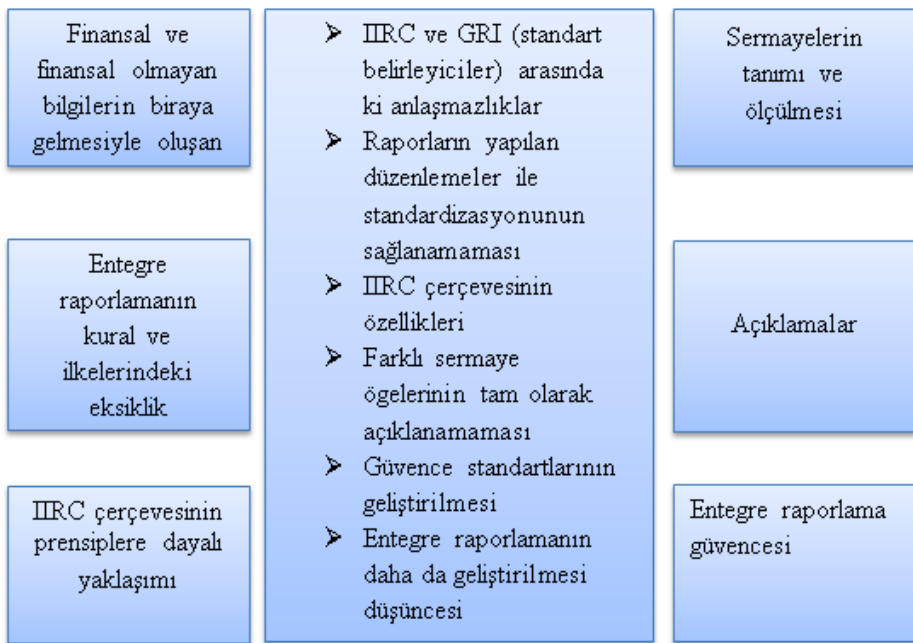 Finansal ve
finansal olmayan
bilgilerin biraya
gelmesiyle oluşan
Entegre
raporlamanın
kural ve
ilkelerindeki
eksiklik
IIRC çerçevesinin
prensiplere dayalı
yaklaşımı
➢ IIRC ve GRI (standart
belirleyiciler) arasında
ki anlaşmazlıklar
➢ Raporların yapılan
düzenlemeler ile
standardizasyonunun
sağlanamaması
➢ IIRC çerçevesinin
özellikleri
➢ Farklı sermaye
ögelerinin tam olarak
açıklanamaması
➢ Güvence standartlarının
geliştirilmesi
➢ Entegre raporlamanın
daha da geliştirilmesi
düşüncesi
Sermayelerin
tanımı ve
ölçülmesi
Açıklamalar
Entegre raporlama
güvencesi